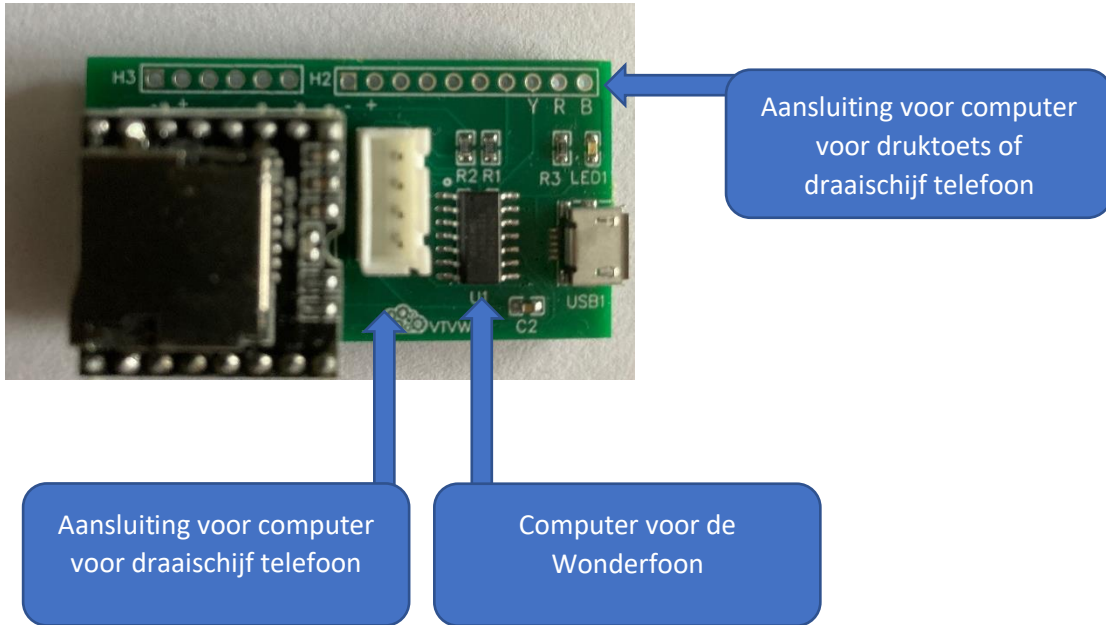 H3
H2
- +
- +
Y R B
R2 R1
R3 LED1
U1
USB1
VTVW
C2
Aansluiting voor computer
voor druktoets of
draaischijf telefoon
Aansluiting voor computer
voor draaischijf telefoon
Computer voor de
Wonderfoon